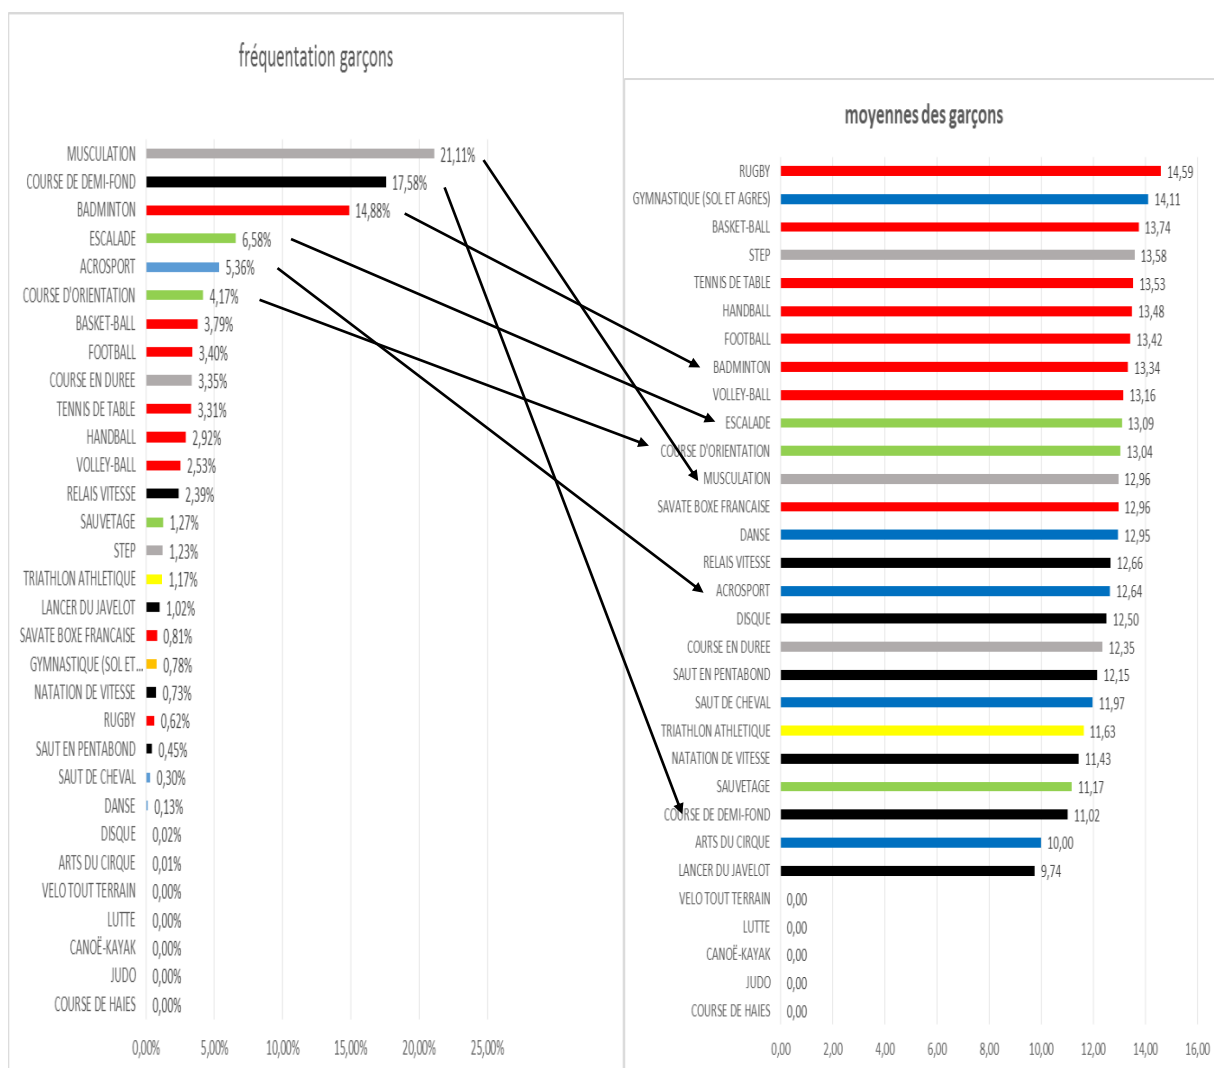 fréquentation garçons
MUSCULATION 21,11%
COURSE DE DEMI-FOND 17,58%
BADMINTON 14,88%
ESCALADE 6,58%
ACROSPORT 5,36%
COURSE D'ORIENTATION 4,17%
BASKET-BALL 3,79%
FOOTBALL 3,40%
COURSE EN DUREE 3,35%
TENNIS DE TABLE 3,31%
HANDBALL 2,92%
VOLLEY-BALL 2,53%
RELAIS VITESSE 2,39%
SAUVETAGE 1,27%
STEP 1,23%
TRIATHLON ATHLETIQUE 1,17%
LANCER DU JAVELOT 1,02%
SAVATE BOXE FRANCAISE 0,81%
GYMNASTIQUE (SOL ET... 0,78%
NATATION DE VITESSE 0,73%
RUGBY 0,62%
SAUT EN PENTABOND 0,45%
SAUT DE CHEVAL 0,30%
DANSE 0,13%
DISQUE 0,02%
ARTS DU CIRQUE 0,01%
VELO TOUT TERRAIN 0,00%
LUTTE 0,00%
CANOË-KAYAK 0,00%
JUDO 0,00%
COURSE DE HAIES 0,00%
0,00% 5,00% 10,00% 15,00% 20,00% 25,00%
moyennes des garçons
RUGBY 14,59
GYMNASTIQUE (SOL ET AGRES) 14,11
BASKET-BALL 13,74
STEP 13,58
TENNIS DE TABLE 13,53
HANDBALL 13,48
FOOTBALL 13,42
BADMINTON 13,34
VOLLEY-BALL 13,16
ESCALADE 13,09
COURSE D'ORIENTATION 13,04
MUSCULATION 12,96
SAVATE BOXE FRANCAISE 12,96
DANSE 12,95
RELAIS VITESSE 12,66
ACROSPORT 12,64
DISQUE 12,50
COURSE EN DUREE 12,35
SAUT EN PENTABOND 12,15
SAUT DE CHEVAL 11,97
TRIATHLON ATHLETIQUE 11,63
NATATION DE VITESSE 11,43
SAUVETAGE 11,17
COURSE DE DEMI-FOND 11,02
ARTS DU CIRQUE 10,00
LANCER DU JAVELOT 9,74
VELO TOUT TERRAIN 0,00
LUTTE 0,00
CANOË-KAYAK 0,00
JUDO 0,00
COURSE DE HAIES 0,00
0,00 2,00 4,00 6,00 8,00 10,00 12,00 14,00 16,00